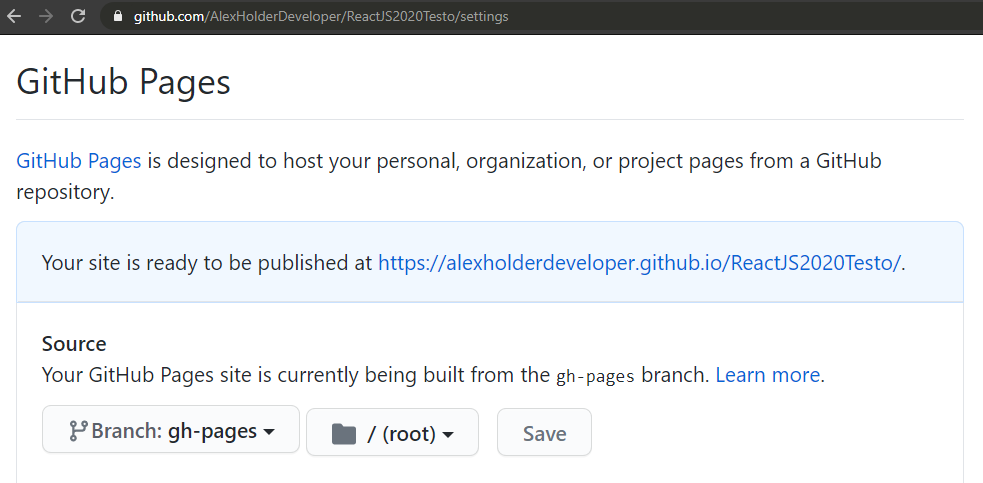 github.com/AlexHolderDeveloper/ReactJS2020Testo/settings
GitHub Pages
GitHub Pages is designed to host your personal, organization, or project pages from a GitHub
repository.
Your site is ready to be published at https://alexholderdeveloper.github.io/ReactJS2020Testo/.
Source
Your GitHub Pages site is currently being built from the gh-pages branch. Learn more.
Branch: gh-pages / (root) Save